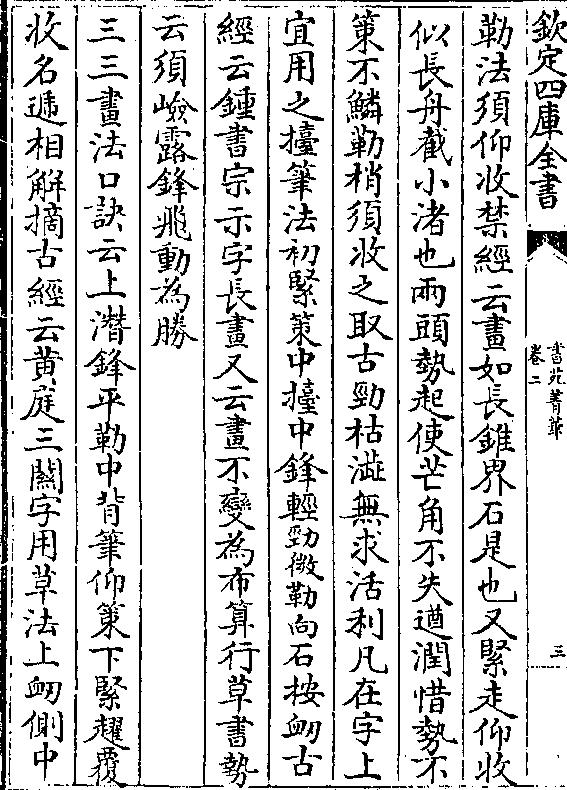 欽定四庫全書
書苑菁華
卷二
三
勒法須仰收禁經云畫如長錐界石是也又緊走仰收
似長舟截小渚也兩頭勢起使芒角不失遒潤惜勢不
策不鱗勒梢須收之取古勁枯澁無求活利凡在字上
宜用之擡筆法初緊策中擡中鋒輕勁微勒向石按衂古
經云鍾書宗示字長畫又云畫不變為布算行草書勢
云須嶮露鋒飛動為勝
三三畫法口訣云上潛鋒平勒中背筆仰策下緊趯覆
收名遞相解摘古經云黄庭三關字用草法上衂側中